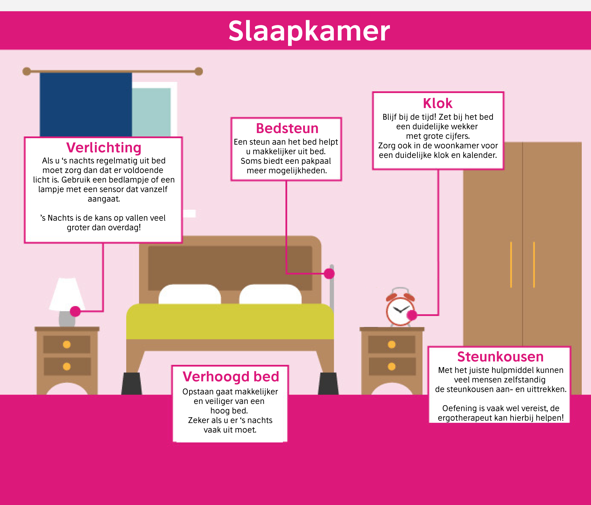 Slaapkamer
Verlichting
Als u 's nachts regelmatig uit bed
moet zorg dan dat er voldoende
licht is. Gebruik een bedlampje of een
lampje met een sensor dat vanzelf
aangaat.
's Nachts is de kans op vallen veel
groter dan overdag!
Bedsteun
Een steun aan het bed helpt
u makkelijker uit bed.
Soms biedt een pakpaal
meer mogelijkheden.
Klok
Blijf bij de tijd! Zet bij het bed
een duidelijke wekker
met grote cijfers.
Zorg ook in de woonkamer voor
een duidelijke klok en kalender.
Verhoogd bed
Opstaan gaat makkelijker
en veiliger van een
hoog bed.
Zeker als u er 's nachts
vaak uit moet.
Steunkousen
Met het juiste hulpmiddel kunnen
veel mensen zelfstandig
de steunkousen aan- en uittrekken.
Oefening is vaak wel vereist, de
ergotherapeut kan hierbij helpen!